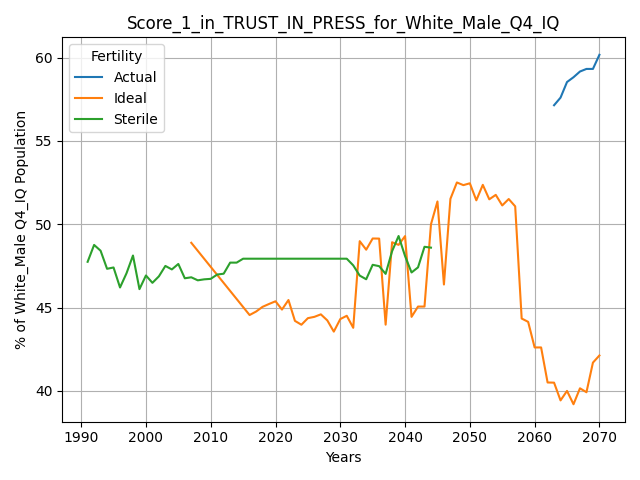 Score_1_in_TRUST_IN_PRESS_for_White_Male_Q4_IQ
Fertility
Actual
Ideal
Sterile
% of White_Male Q4_IQ Population
60
55
50
45
40
1990 2000 2010 2020 2030 2040 2050 2060 2070
Years